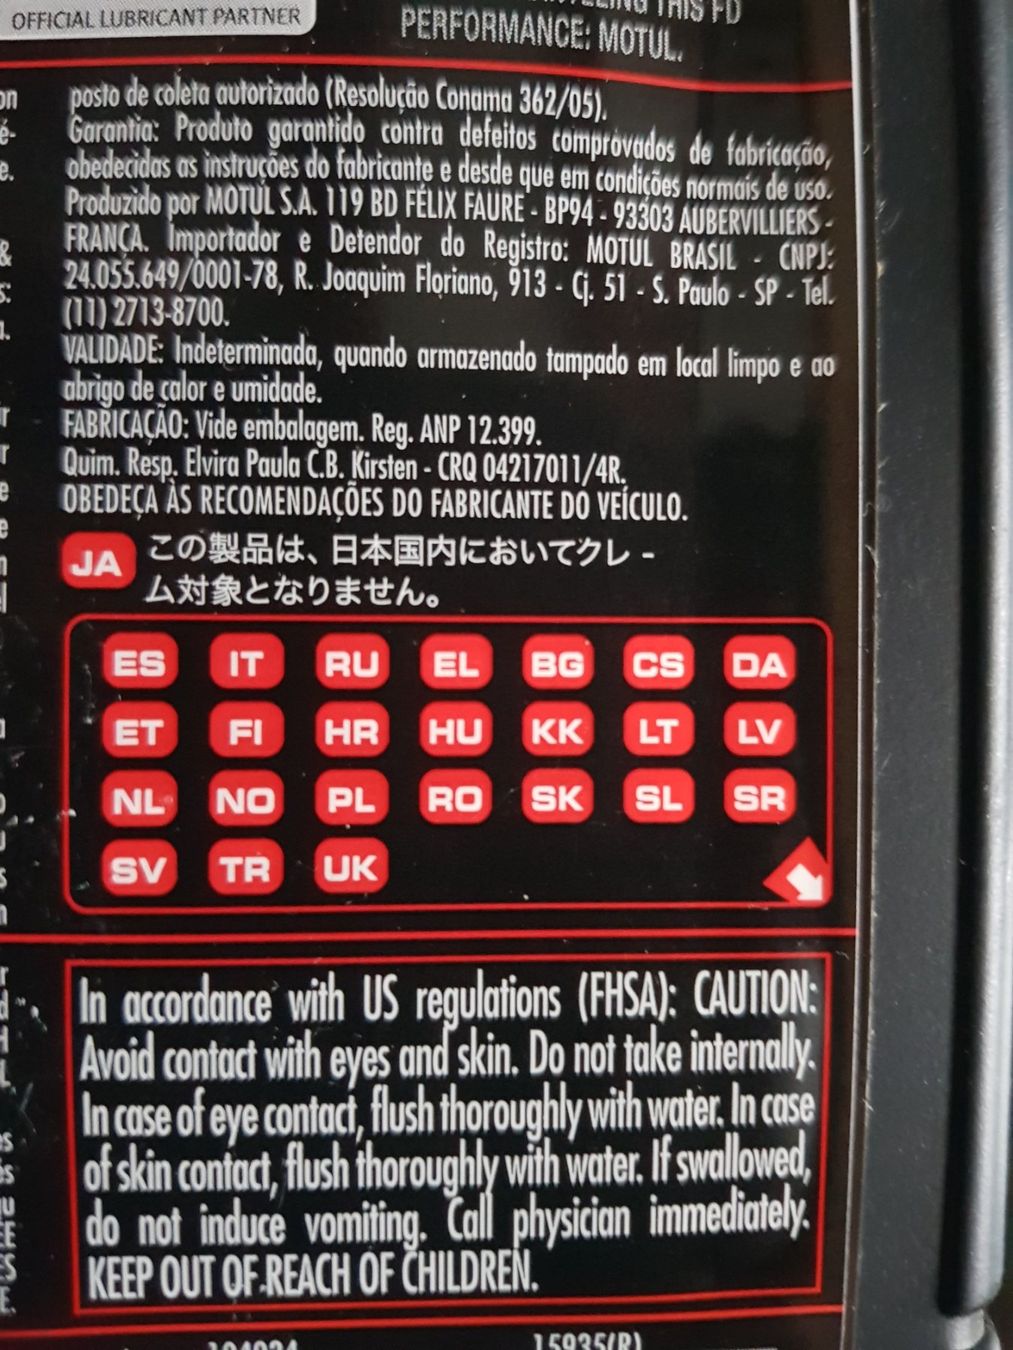 OFFICIAL LUBRICANT PARTNER
THIS FD
PERFORMANCE: MOTUL.
posto de coleta autorizado (Resolução Conama 362/05).
Garantia: Produto garantido contra defeitos comprovados de fabricação,
obedecidas as instruções do fabricante e desde que em condições normais de uso.
Produzido por MOTUL S.A. 119 BD FÉLIX FAURE - BP94 - 93303 AUBERVILLIERS -
FRANÇA. Importador e Detendor do Registro: MOTUL BRASIL - CNPJ:
24.055.649/0001-78, R. Joaquim Floriano, 913 - Cj. 51 - S. Paulo - SP - Tel.
(11) 2713-8700.
VALIDADE: Indeterminada, quando armazenado tampado em local limpo e ao
abrigo de calor e umidade.
FABRICAÇÃO: Vide embalagem. Reg. ANP 12.399.
Quim. Resp. Elvira Paula C.B. Kirsten - CRQ 04217011/4R.
OBEDEÇA ÀS RECOMENDAÇÕES DO FABRICANTE DO VEÍCULO.
JA この製品は、日本国内においてクレ-
ム対象となりません。
ES IT RU EL BG CS DA
ET FI HR HU KK LT LV
NL NO PL RO SK SL SR
SV TR UK
In accordance with US regulations (FHSA): CAUTION:
Avoid contact with eyes and skin. Do not take internally.
In case of eye contact, flush thoroughly with water. In case
of skin contact, flush thoroughly with water. If swallowed,
do not induce vomiting. Call physician immediately.
KEEP OUT OF REACH OF CHILDREN.
15935(R)